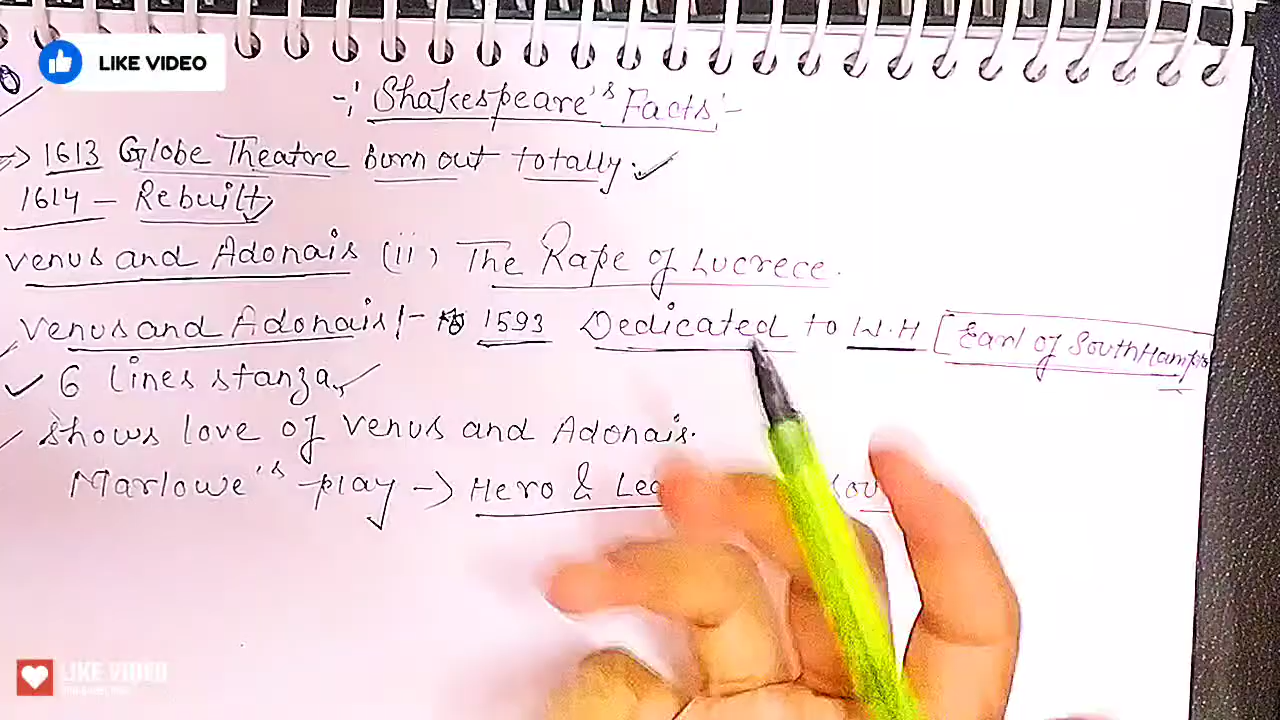 LIKE VIDEO
-: Shakespeare's Facts :-
→ 1613 Globe Theatre burn out totally.
1614 - Rebuilt
Venus and Adonais (ii) The Rape of Lucrece.
Venus and Adonais :- 1593 Dedicated to W.H [Earl of SouthHampt
6 lines stanza
Shows love of Venus and Adonais.
Marlowe's play → Hero &
LIKE VIDEO